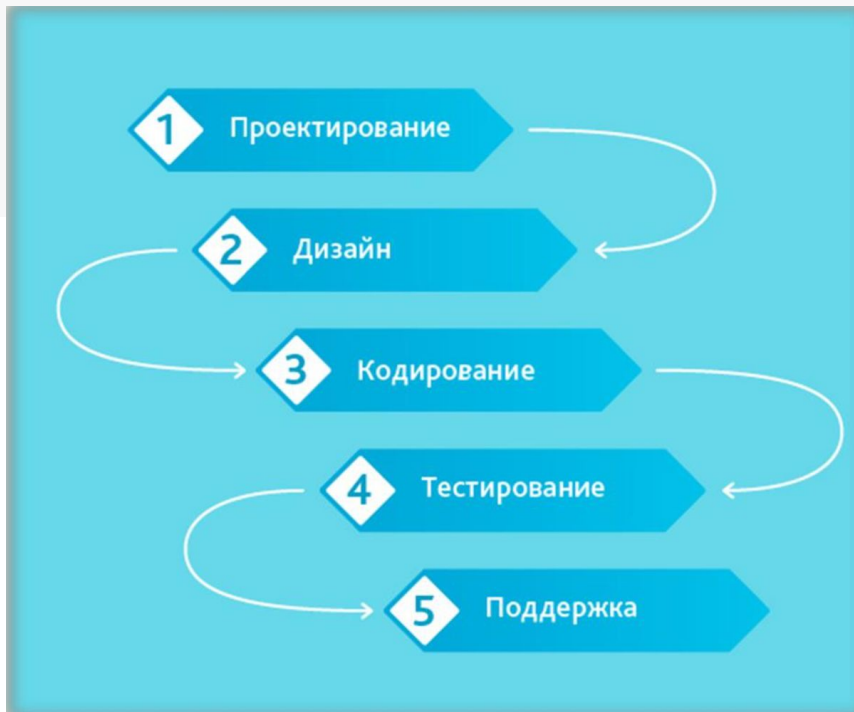 1 Проектирование
2 Дизайн
3 Кодирование
4 Тестирование
5 Поддержка